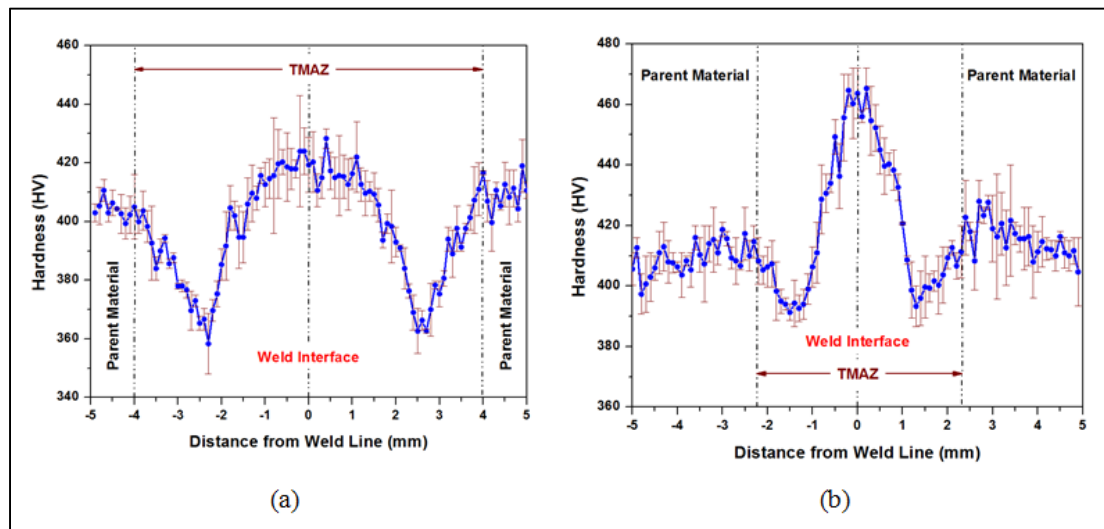 460
440
420
400
380
360
340
Hardness (HV)
TMAZ
Parent Material
Parent Material
Weld Interface
-5 -4 -3 -2 -1 0 1 2 3 4 5
Distance from Weld Line (mm)
(a)
480
460
440
420
400
380
360
Hardness (HV)
Parent Material
Parent Material
Weld Interface
TMAZ
-5 -4 -3 -2 -1 0 1 2 3 4 5
Distance from Weld Line (mm)
(b)